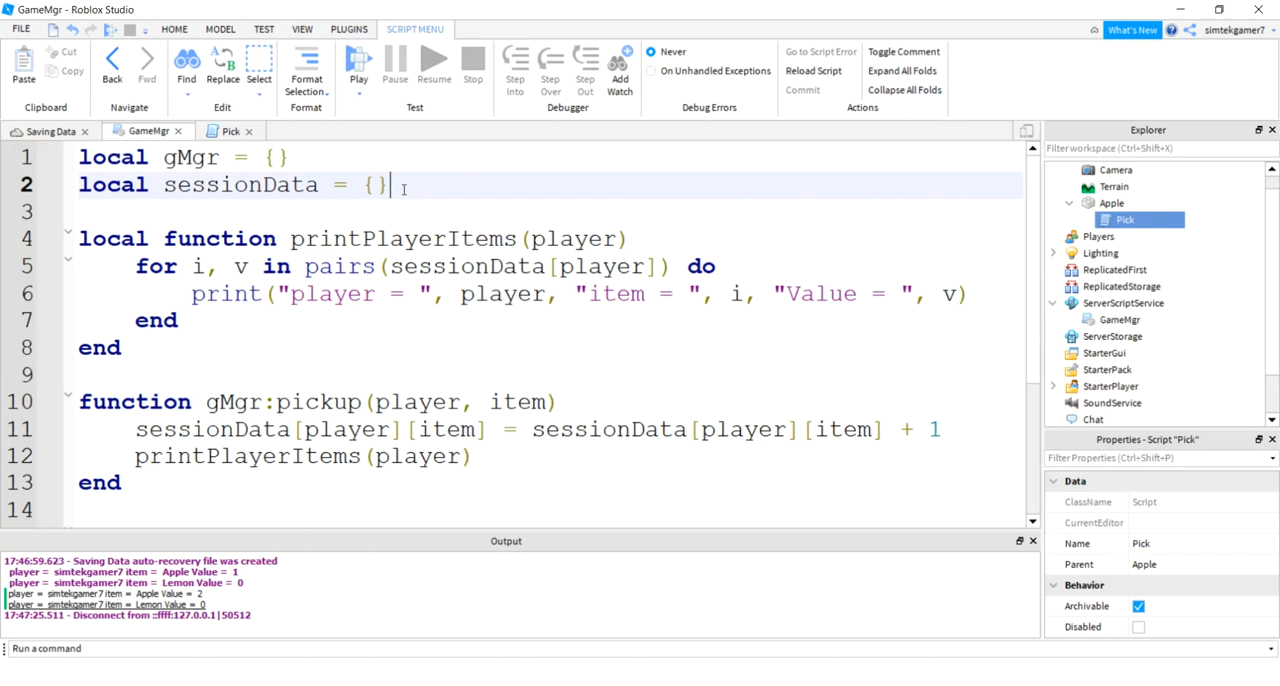 GameMgr - Roblox Studio
FILE HOME MODEL TEST VIEW PLUGINS SCRIPT MENU What's New simtekgamer7
Paste Cut Copy Back Fwd Find Replace Select Format Selection Play Pause Resume Stop Step Into Step Over Step Out Add Watch Never On Unhandled Exceptions Go to Script Error Reload Script Commit Toggle Comment Expand All Folds Collapse All Folds
Clipboard Navigate Edit Format Test Debugger Debug Errors Actions
Saving Data GameMgr Pick
1 local gMgr = {}
2 local sessionData = {}
3
4 local function printPlayerItems(player)
5 for i, v in pairs(sessionData[player]) do
6 print("player = ", player, "item = ", i, "Value = ", v)
7 end
8 end
9
10 function gMgr:pickup(player, item)
11 sessionData[player][item] = sessionData[player][item] + 1
12 printPlayerItems(player)
13 end
14
Output
17:46:59.623 - Saving Data auto-recovery file was created
player = simtekgamer7 item = Apple Value = 1
player = simtekgamer7 item = Lemon Value = 0
player = simtekgamer7 item = Apple Value = 2
player = simtekgamer7 item = Lemon Value = 0
17:47:25.511 - Disconnect from ::ffff:127.0.0.1|50512
Run a command
Explorer
Filter workspace (Ctrl+Shift+X)
Camera
Terrain
Apple
Pick
Players
Lighting
ReplicatedFirst
ReplicatedStorage
ServerScriptService
GameMgr
ServerStorage
StarterGui
StarterPack
StarterPlayer
SoundService
Chat
Properties - Script "Pick"
Filter Properties (Ctrl+Shift+P)
Data
ClassName Script
CurrentEditor
Name Pick
Parent Apple
Behavior
Archivable
Disabled